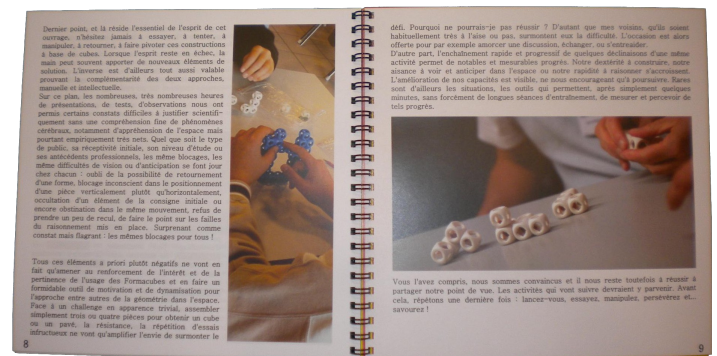 Dernier point, et là réside l'essentiel de l'esprit de cet
ouvrage, n'hésitez jamais à essayer, à tenter, à
manipuler, à retourner, à faire pivoter ces constructions
à base de cubes. Lorsque l'esprit reste en échec, la
main peut souvent apporter de nouveaux éléments de
solution. L'inverse est d'ailleurs tout aussi valable
prouvant la complémentarité des deux approches,
manuelle et intellectuelle.
Sur ce plan, les nombreuses, très nombreuses heures
de présentations, de tests, d'observations nous ont
permis certains constats difficiles à justifier scientifi-
quement sans une compréhension fine de phénomènes
cérébraux, notamment d'appréhension de l'espace mais
pourtant empiriquement très nets. Quel que soit le type
de public, sa réceptivité initiale, son niveau d'étude ou
ses antécédents professionnels, les même blocages, les
même difficultés de vision ou d'anticipation se font jour
chez chacun : oubli de la possibilité de retournement
d'une forme, blocage inconscient dans le positionnement
d'une pièce verticalement plutôt qu'horizontalement,
occultation d'un élément de la consigne initiale ou
encore obstination dans le même mouvement, refus de
prendre un peu de recul, de faire le point sur les failles
du raisonnement mis en place. Surprenant comme
constat mais flagrant : les mêmes blocages pour tous !
Tous ces éléments a priori plutôt négatifs ne vont en
fait qu'amener au renforcement de l'intérêt et de la
pertinence de l'usage des Formacubes et en faire un
formidable outil de motivation et de dynamisation pour
l'approche entre autres de la géométrie dans l'espace.
Face à un challenge en apparence trivial, assembler
simplement trois ou quatre pièces pour obtenir un cube
ou un pavé, la résistance, la répétition d'essais
infructueux ne vont qu'amplifier l'envie de surmonter le
8
défi. Pourquoi ne pourrais-je pas réussir ? D'autant que mes voisins, qu'ils soient
habituellement très à l'aise ou pas, surmontent eux la difficulté. L'occasion est alors
offerte pour par exemple amorcer une discussion, échanger, ou s'entraider.
D'autre part, l'enchaînement rapide et progressif de quelques déclinaisons d'une même
activité permet de notables et mesurables progrès. Notre dextérité à construire, notre
aisance à voir et anticiper dans l'espace ou notre rapidité à raisonner s'accroissent.
L'amélioration de nos capacités est visible, ne nous encourageant qu'à poursuivre. Rares
sont d'ailleurs les situations, les outils qui permettent, après simplement quelques
minutes, sans forcément de longues séances d'entraînement, de mesurer et percevoir de
tels progrès.
Vous l'avez compris, nous sommes convaincus et il nous reste toutefois à réussir à
partager notre point de vue. Les activités qui vont suivre devraient y parvenir. Avant
cela, répétons une dernière fois : lancez-vous, essayez, manipulez, persévérez et...
savourez !
9